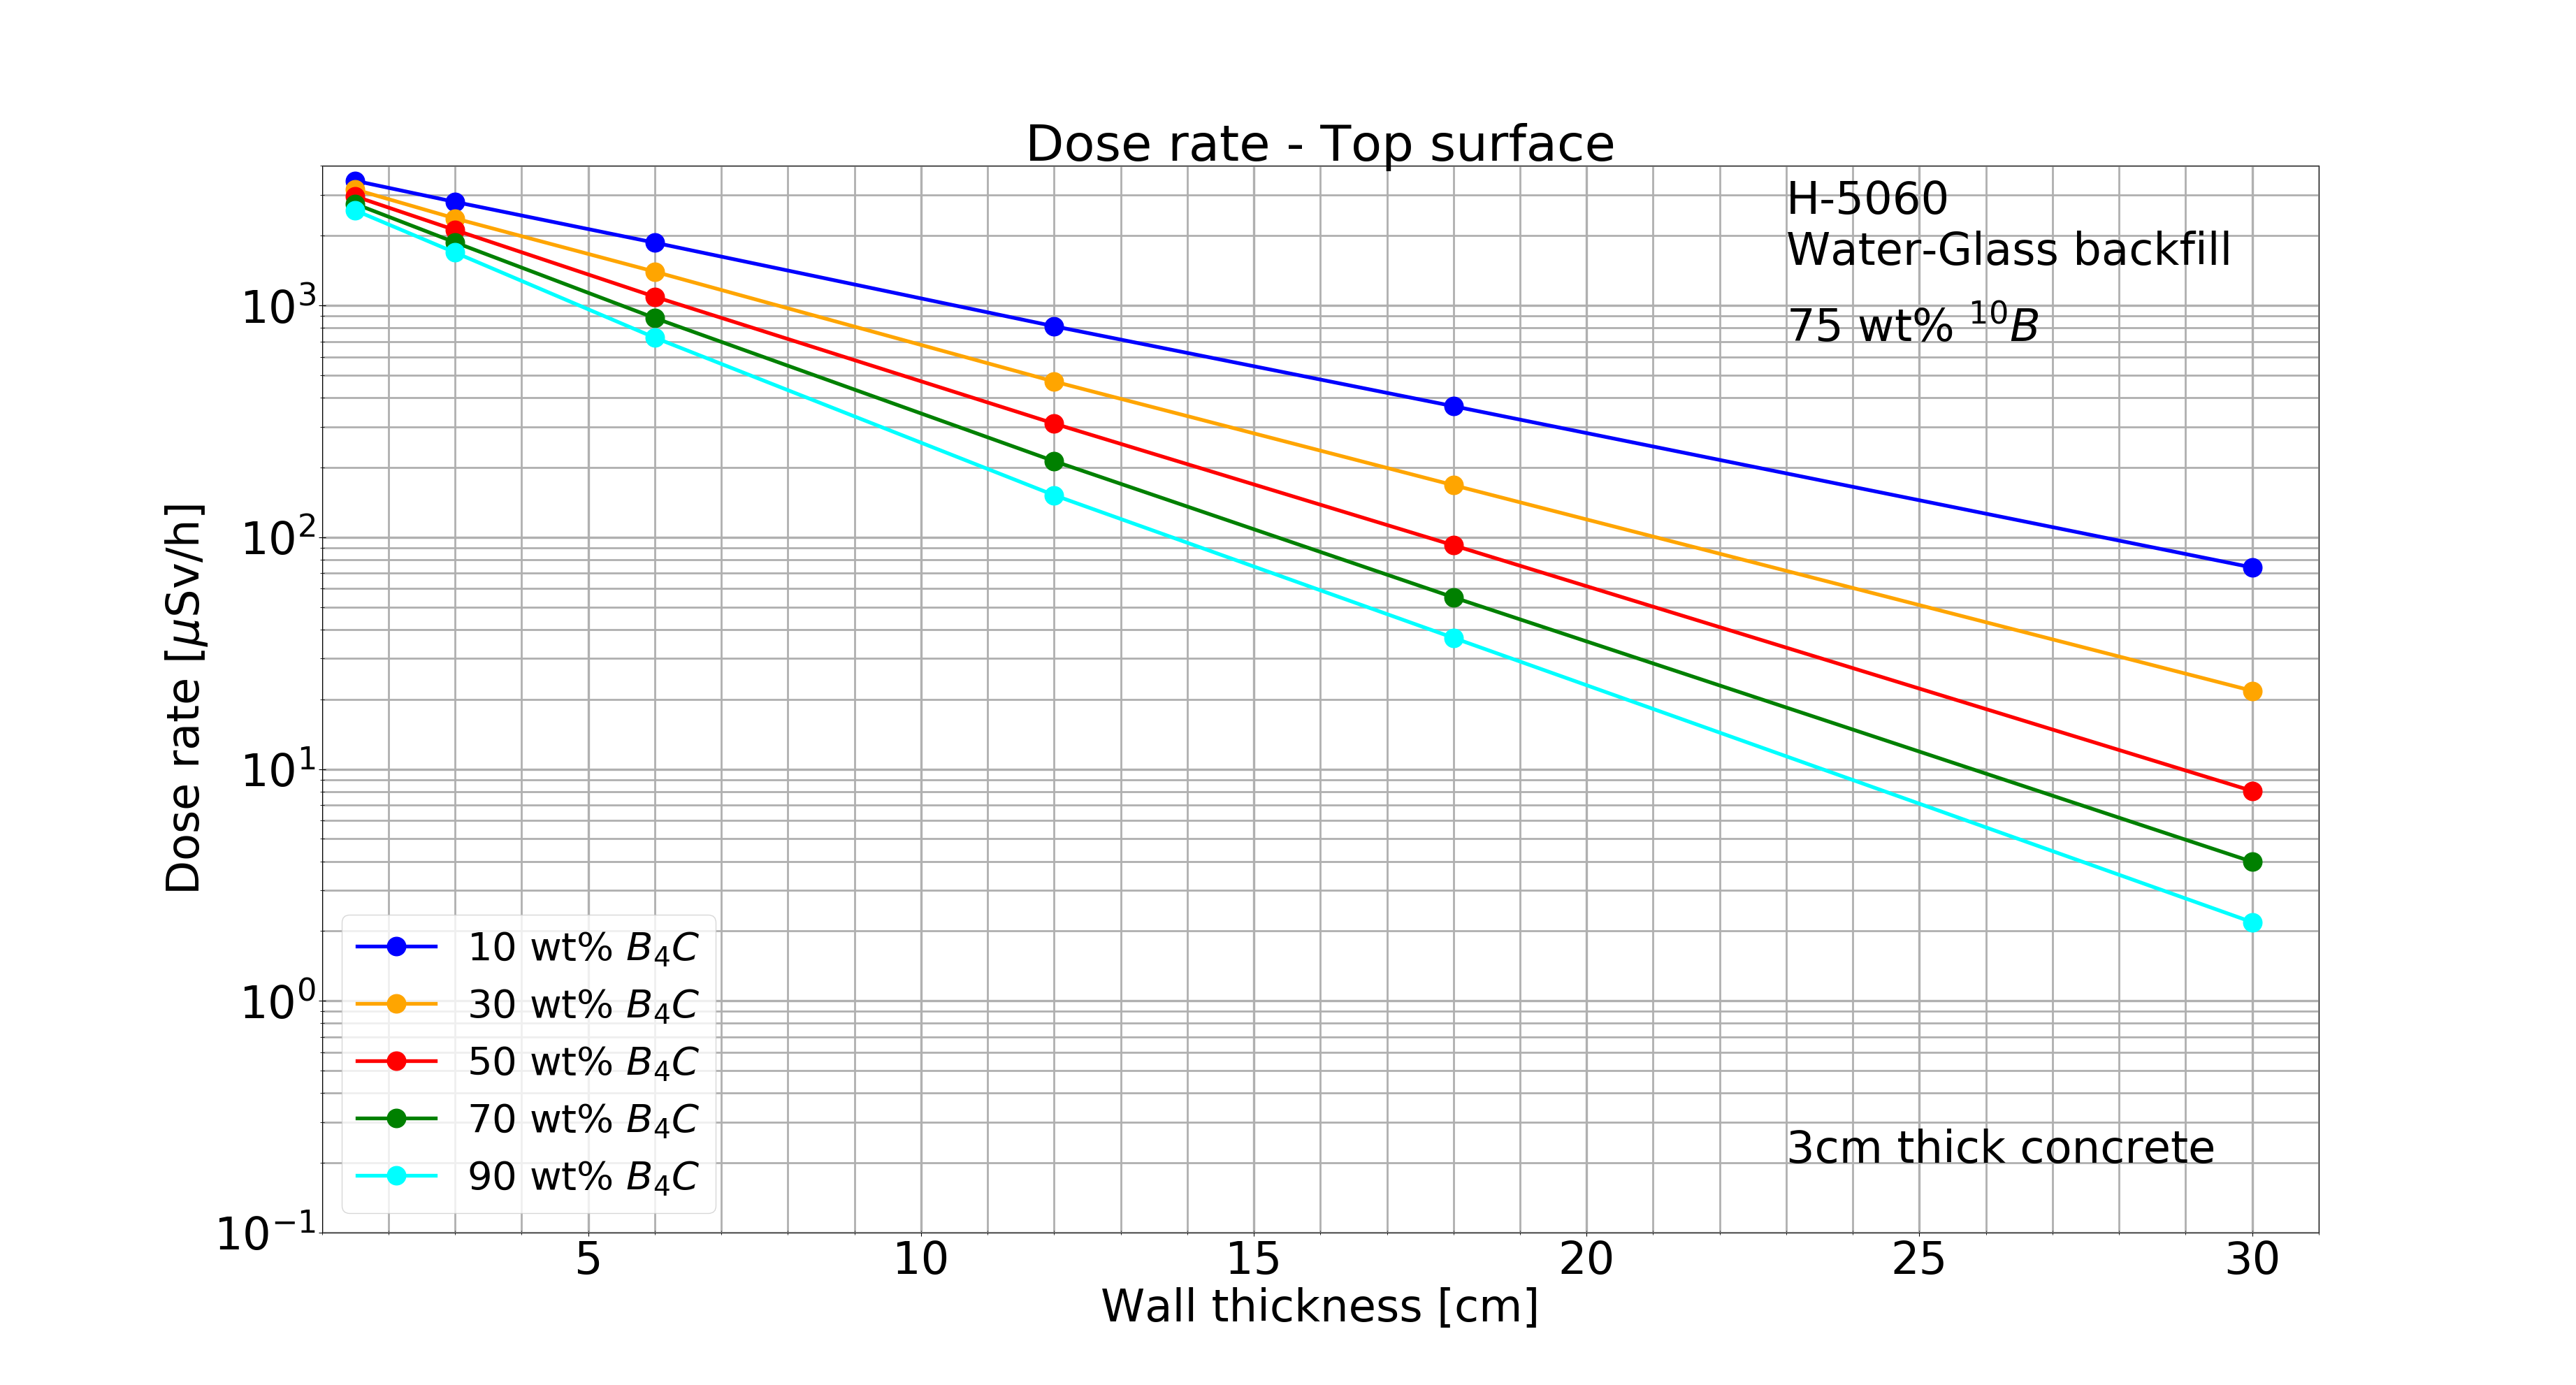 Dose rate - Top surface
H-5060
Water-Glass backfill
75 wt% ¹⁰B
10³
10²
10¹
10⁰
10⁻¹
Dose rate [μSv/h]
10 wt% B₄C
30 wt% B₄C
50 wt% B₄C
70 wt% B₄C
90 wt% B₄C
3cm thick concrete
5 10 15 20 25 30
Wall thickness [cm]